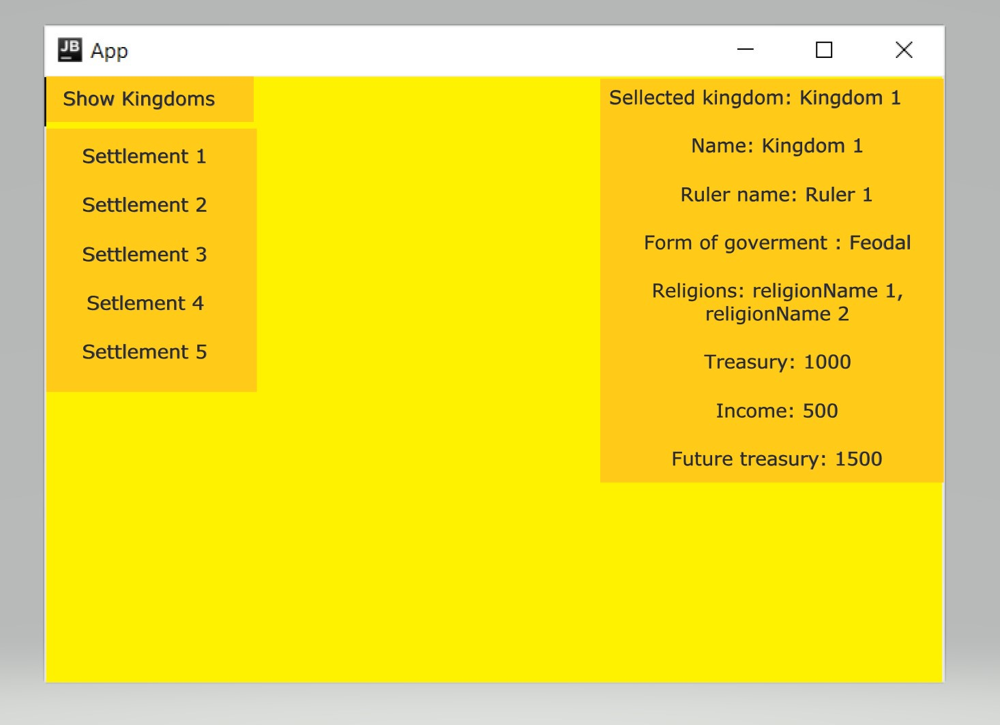 JB App
Show Kingdoms
Settlement 1
Settlement 2
Settlement 3
Setlement 4
Settlement 5
Sellected kingdom: Kingdom 1
Name: Kingdom 1
Ruler name: Ruler 1
Form of goverment : Feodal
Religions: religionName 1,
religionName 2
Treasury: 1000
Income: 500
Future treasury: 1500